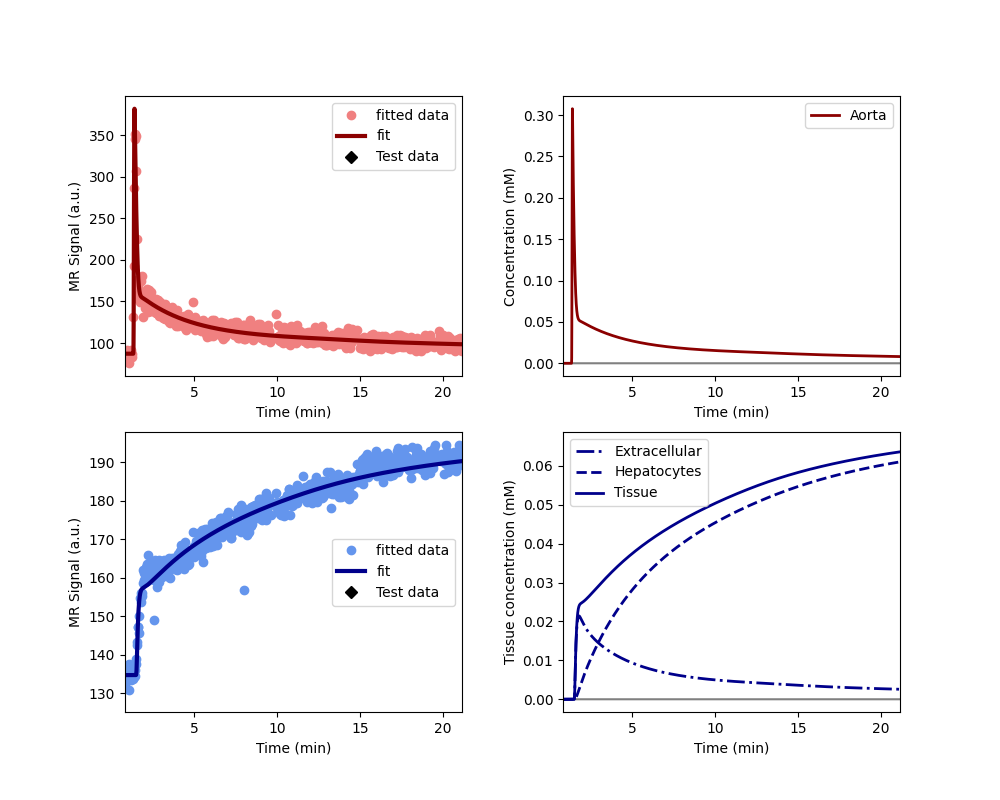 350
300
250
200
150
100
MR Signal (a.u.)
fitted data
fit
Test data
5
10
15
20
Time (min)
0.30
0.25
0.20
0.15
0.10
0.05
0.00
Concentration (mM)
Aorta
5
10
15
20
Time (min)
190
180
170
160
150
140
130
MR Signal (a.u.)
fitted data
fit
Test data
5
10
15
20
Time (min)
0.06
0.05
0.04
0.03
0.02
0.01
0.00
Tissue concentration (mM)
Extracellular
Hepatocytes
Tissue
5
10
15
20
Time (min)